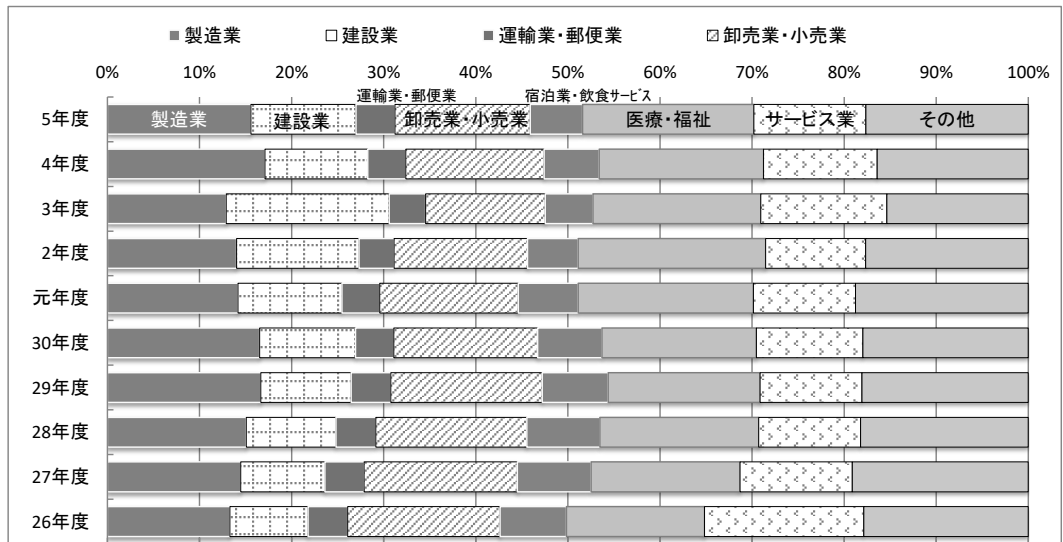 製造業 建設業 運輸業・郵便業 卸売業・小売業
0% 10% 20% 30% 40% 50% 60% 70% 80% 90% 100%
運輸業・郵便業 宿泊業・飲食サービス
5年度 製造業 建設業 卸売業・小売業 医療・福祉 サービス業 その他
4年度
3年度
2年度
元年度
30年度
29年度
28年度
27年度
26年度